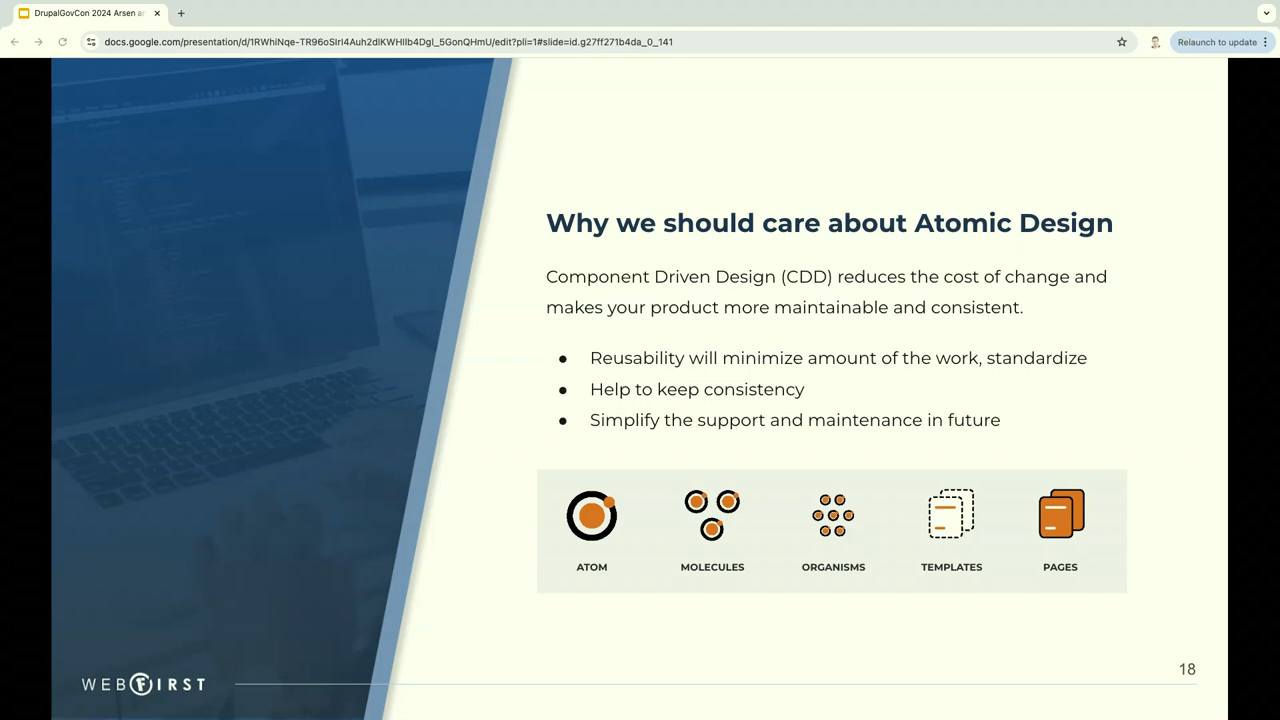 DrupalGovCon 2024 Arsen ar
docs.google.com/presentation/d/1RWhiNqe-TR96oSIrI4Auh2dlKWHIlb4Dgl_5GonQHmU/edit?pli=1#slide=id.g27ff271b4da_0_141
Relaunch to update
Why we should care about Atomic Design
Component Driven Design (CDD) reduces the cost of change and
makes your product more maintainable and consistent.
● Reusability will minimize amount of the work, standardize
● Help to keep consistency
● Simplify the support and maintenance in future
ATOM MOLECULES ORGANISMS TEMPLATES PAGES
WEBFIRST
18